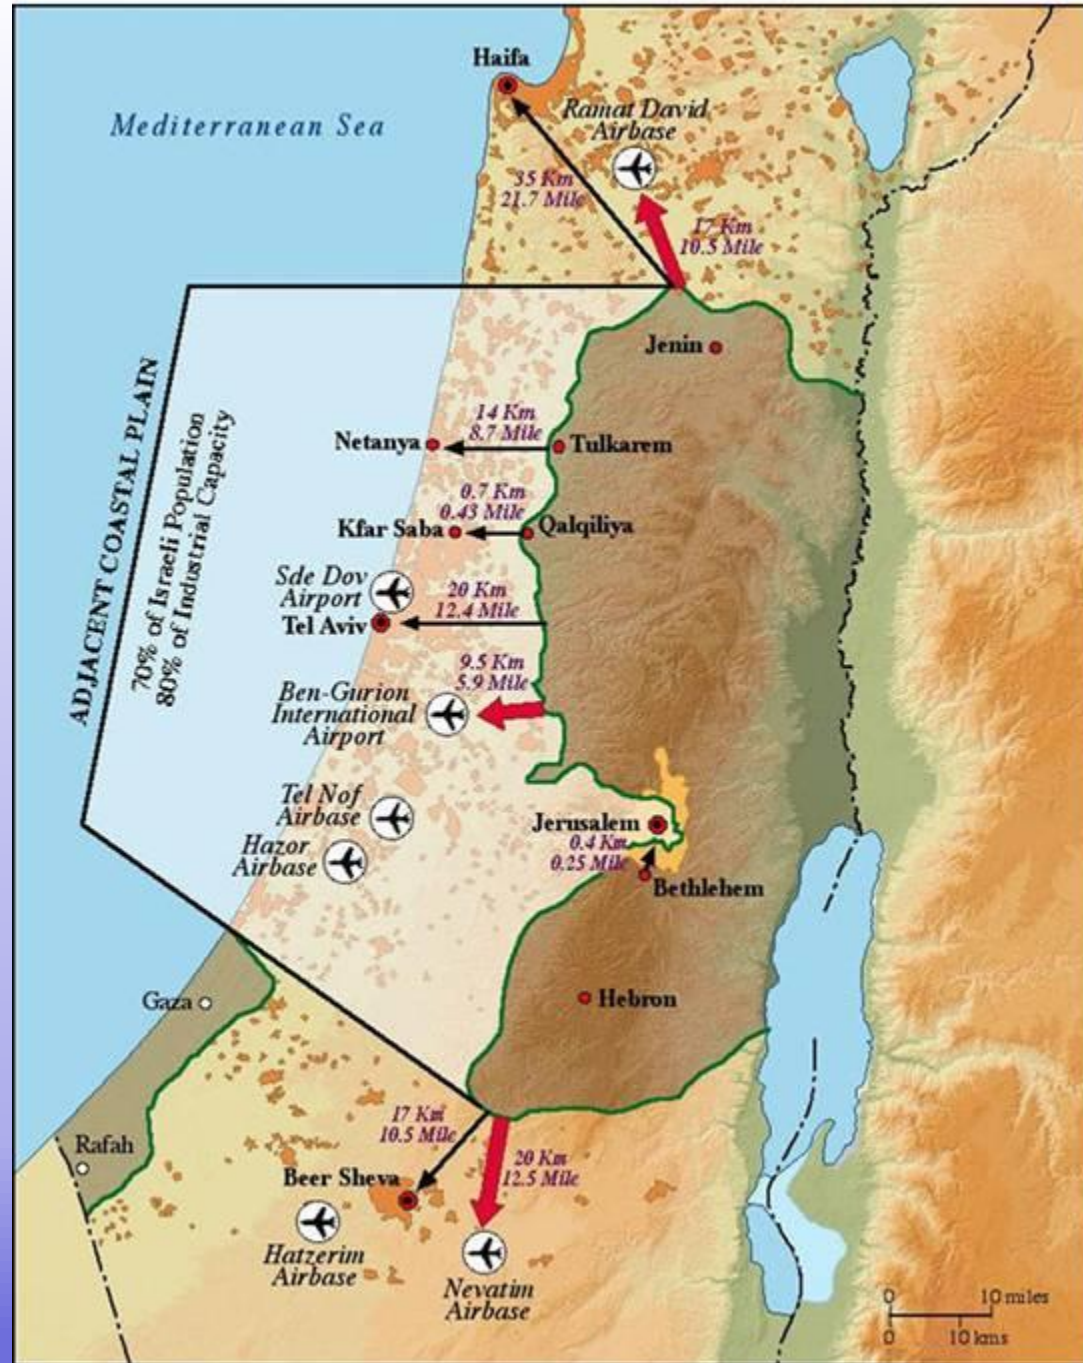 Haifa
Mediterranean Sea
Ramat David
Airbase
35 Km
21.7 Mile
17 Km
10.5 Mile
Jenin
ADJACENT COASTAL PLAIN
70% of Israeli Population
80% of Industrial Capacity
14 Km
8.7 Mile
Netanya
Tulkarem
0.7 Km
0.43 Mile
Kfar Saba
Qalqiliya
Sde Dov
Airport
20 Km
12.4 Mile
Tel Aviv
9.5 Km
5.9 Mile
Ben-Gurion
International
Airport
Tel Nof
Airbase
Hazor
Airbase
Jerusalem
0.4 Km
0.25 Mile
Bethlehem
Gaza
Hebron
17 Km
10.5 Mile
Rafah
20 Km
12.5 Mile
Beer Sheva
Hatzerim
Airbase
Nevatim
Airbase
0 10 miles
0 10 kms